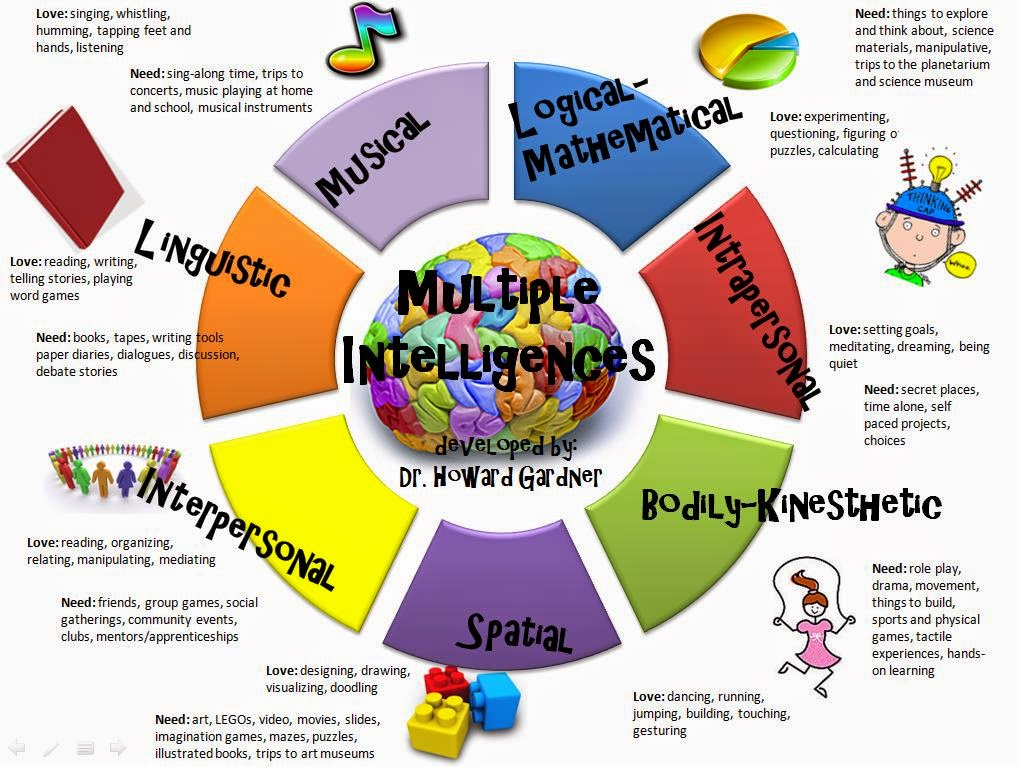 Love: singing, whistling,
humming, tapping feet and
hands, listening
Need: sing-along time, trips to
concerts, music playing at home
and school, musical instruments
Musical
Logical-
Mathematical
Need: things to explore
and think about, science
materials, manipulative,
trips to the planetarium
and science museum
Love: experimenting,
questioning, figuring o
puzzles, calculating
THINKING
CAP
Whoa
Linguistic
Love: reading, writing,
telling stories, playing
word games
Need: books, tapes, writing tools
paper diaries, dialogues, discussion,
debate stories
Multiple
Intelligences
developed by:
Dr. Howard Gardner
Intrapersonal
Love: setting goals,
meditating, dreaming, being
quiet
Need: secret places,
time alone, self
paced projects,
choices
Interpersonal
Love: reading, organizing,
relating, manipulating, mediating
Need: friends, group games, social
gatherings, community events,
clubs, mentors/apprenticeships
Bodily-Kinesthetic
Need: role play,
drama, movement,
things to build,
sports and physical
games, tactile
experiences, hands-
on learning
Love: dancing, running,
jumping, building, touching,
gesturing
Spatial
Love: designing, drawing,
visualizing, doodling
Need: art, LEGOs, video, movies, slides,
imagination games, mazes, puzzles,
illustrated books, trips to art museums